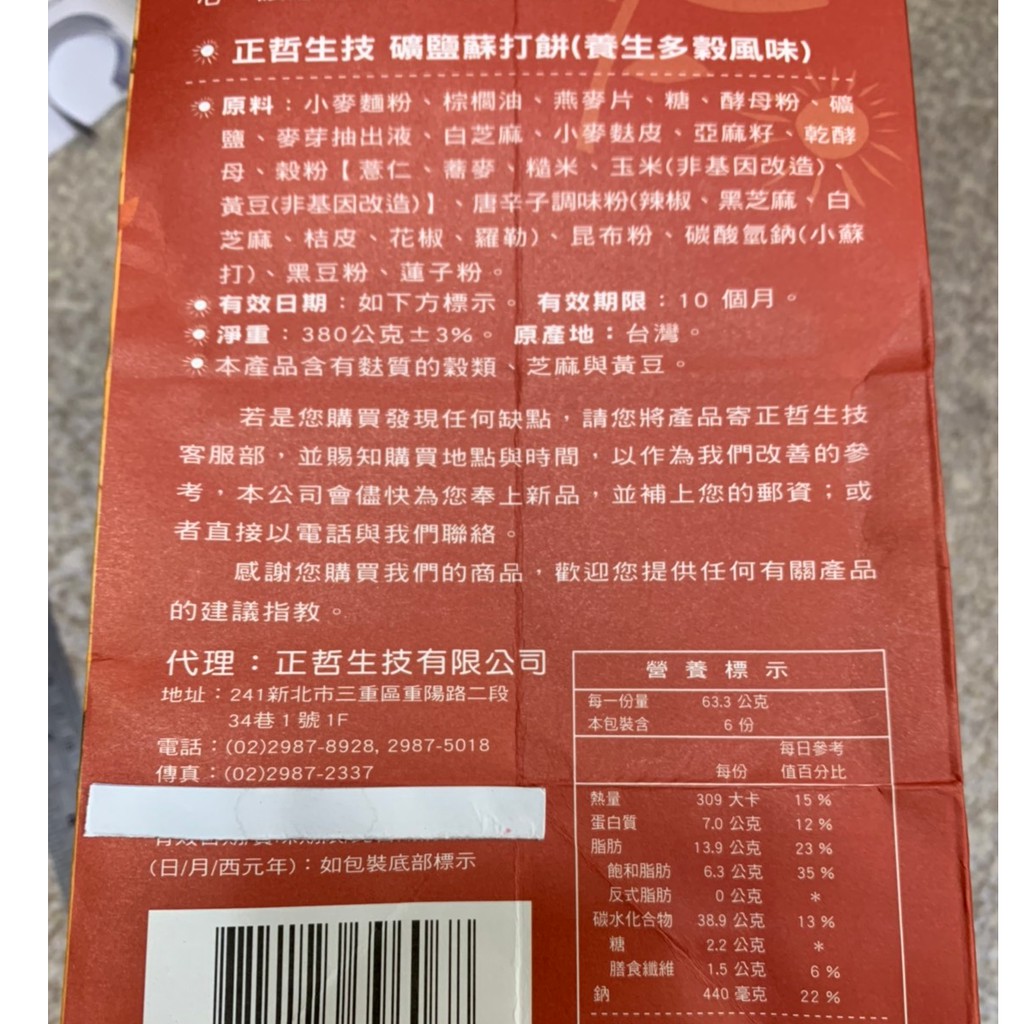 正哲生技 礦鹽蘇打餅(養生多穀風味)
原料：小麥麵粉、棕櫚油、燕麥片、糖、酵母粉、礦
鹽、麥芽抽出液、白芝麻、小麥麩皮、亞麻籽、乾酵
母、穀粉【薏仁、蕎麥、糙米、玉米(非基因改造)、
黃豆(非基因改造)】、唐辛子調味粉(辣椒、黑芝麻、白
芝麻、桔皮、花椒、羅勒)、昆布粉、碳酸氫鈉(小蘇
打)、黑豆粉、蓮子粉。
有效日期：如下方標示。 有效期限：10 個月。
淨重：380公克±3%。 原產地：台灣。
本產品含有麩質的穀類、芝麻與黃豆。
若是您購買發現任何缺點，請您將產品寄正哲生技
客服部，並賜知購買地點與時間，以作為我們改善的參
考，本公司會儘快為您奉上新品，並補上您的郵資；或
者直接以電話與我們聯絡。
感謝您購買我們的商品，歡迎您提供任何有關產品
的建議指教。
代理：正哲生技有限公司
地址：241新北市三重區重陽路二段
34巷1號1F
電話：(02)2987-8928, 2987-5018
傳真：(02)2987-2337
(日/月/西元年)：如包裝底部標示
營養標示
每一份量 63.3 公克
本包裝含 6 份
每日參考
每份 值百分比
熱量 309 大卡 15 %
蛋白質 7.0 公克 12 %
脂肪 13.9 公克 23 %
飽和脂肪 6.3 公克 35 %
反式脂肪 0 公克 *
碳水化合物 38.9 公克 13 %
糖 2.2 公克 *
膳食纖維 1.5 公克 6 %
鈉 440 毫克 22 %